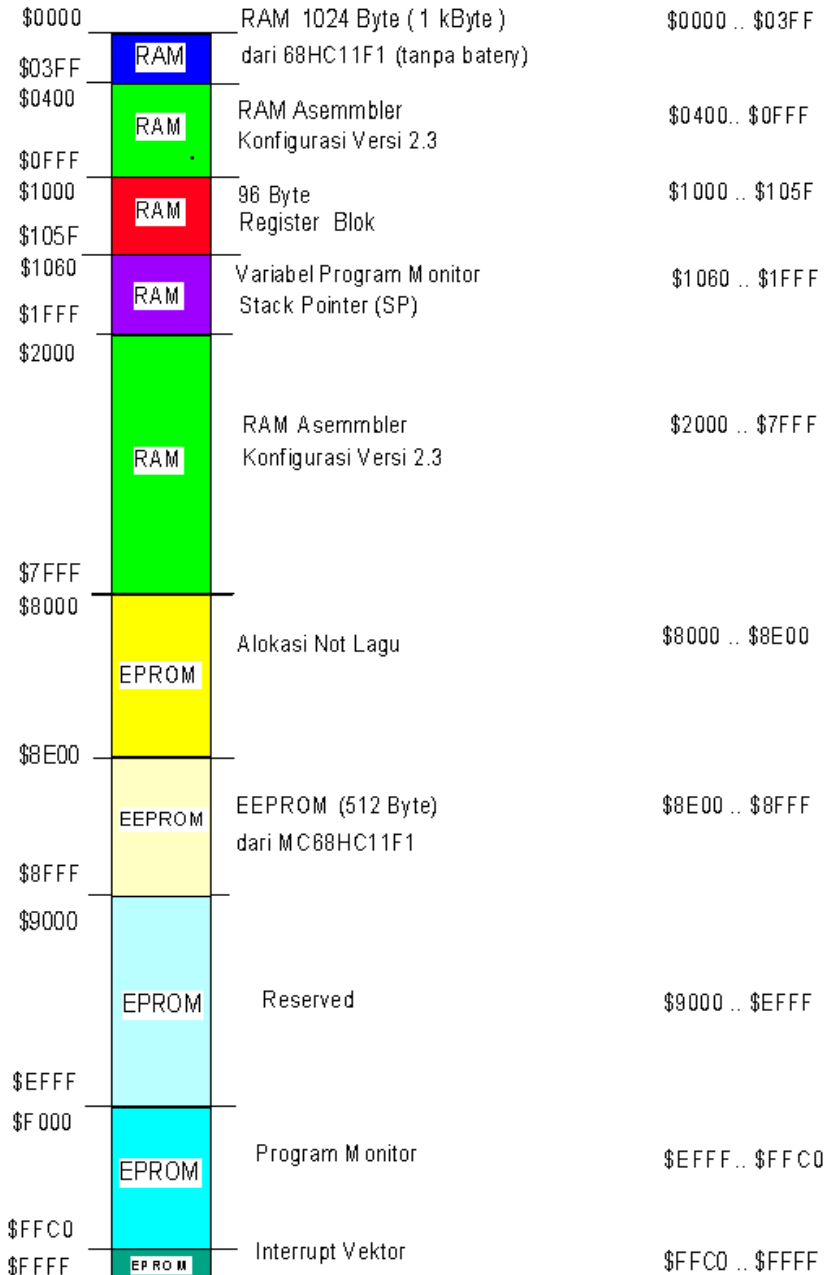 $0000 RAM 1024 Byte ( 1 kByte ) $0000 .. $03FF
RAM dari 68HC11F1 (tanpa batery)
$03FF
$0400
RAM Asemmbler $0400.. $0FFF
RAM
Konfigurasi Versi 2.3
$0FFF
$1000 96 Byte $1000 .. $105F
RAM
Register Blok
$105F
$1060 Variabel Program Monitor $1060 .. $1FFF
RAM
Stack Pointer (SP)
$1FFF
$2000
RAM Asemmbler $2000 .. $7FFF
RAM Konfigurasi Versi 2.3
$7FFF
$8000
Alokasi Not Lagu $8000 .. $8E00
EPROM
$8E00
EEPROM (512 Byte) $8E00 .. $8FFF
EEPROM
dari MC68HC11F1
$8FFF
$9000
EPROM Reserved $9000 .. $EFFF
$EFFF
$F000
Program Monitor $EFFF.. $FFC0
EPROM
$FFC0
Interrupt Vektor
$FFFF EPROM $FFC0 .. $FFFF